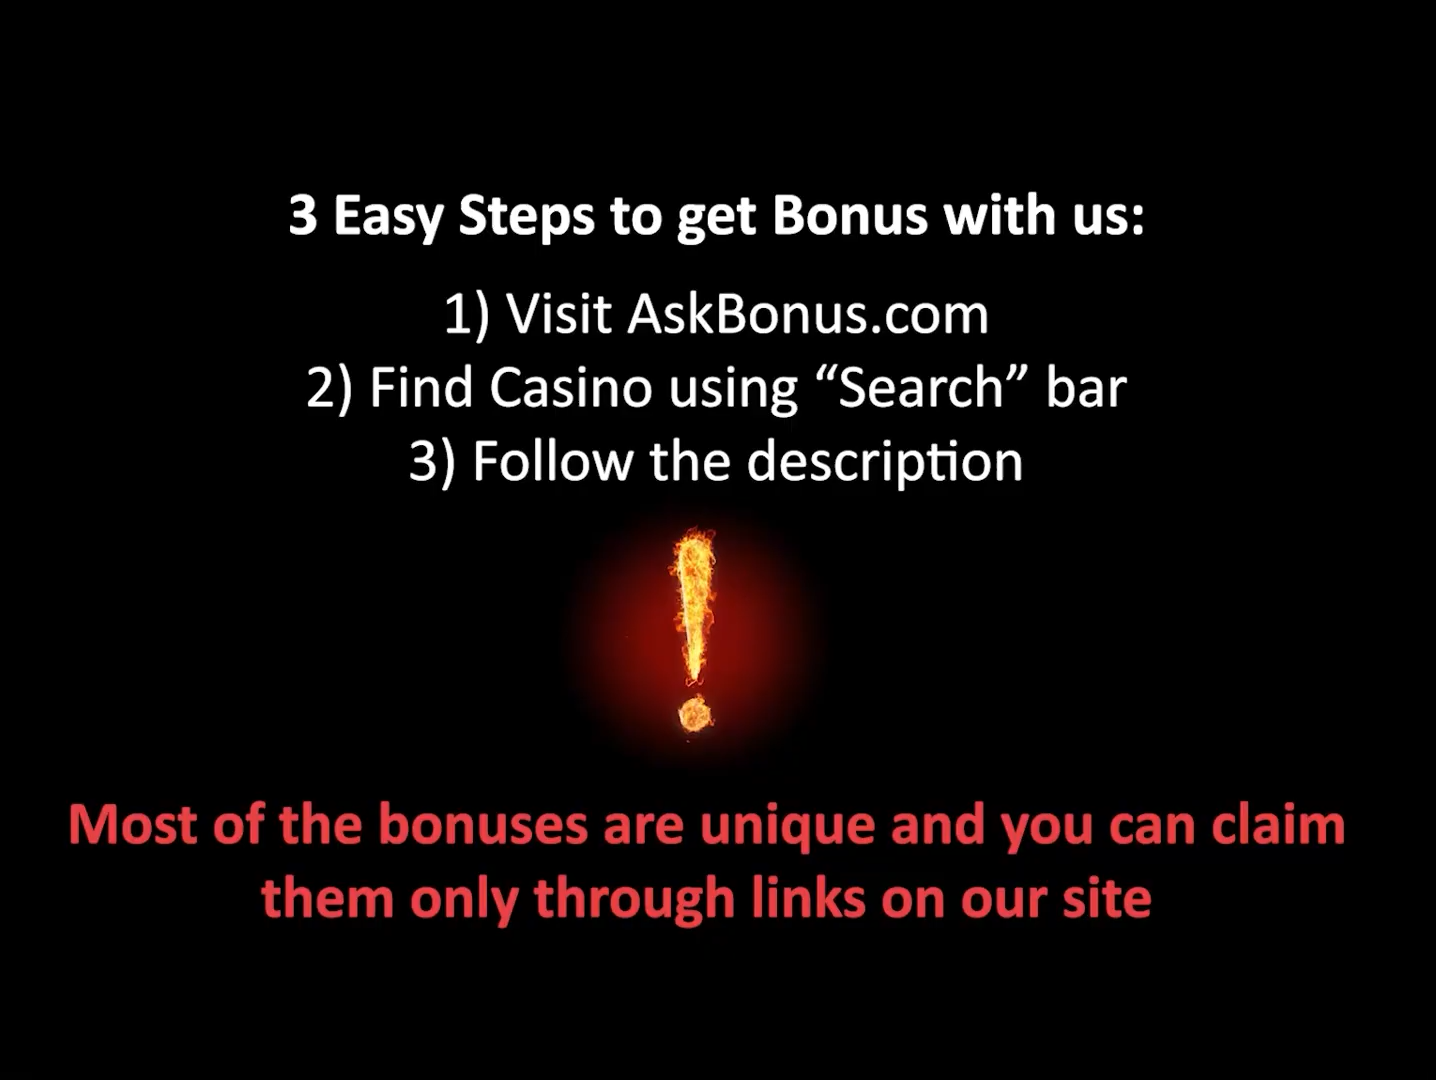 3 Easy Steps to get Bonus with us:
1) Visit AskBonus.com
2) Find Casino using “Search” bar
3) Follow the description
!
Most of the bonuses are unique and you can claim
them only through links on our site